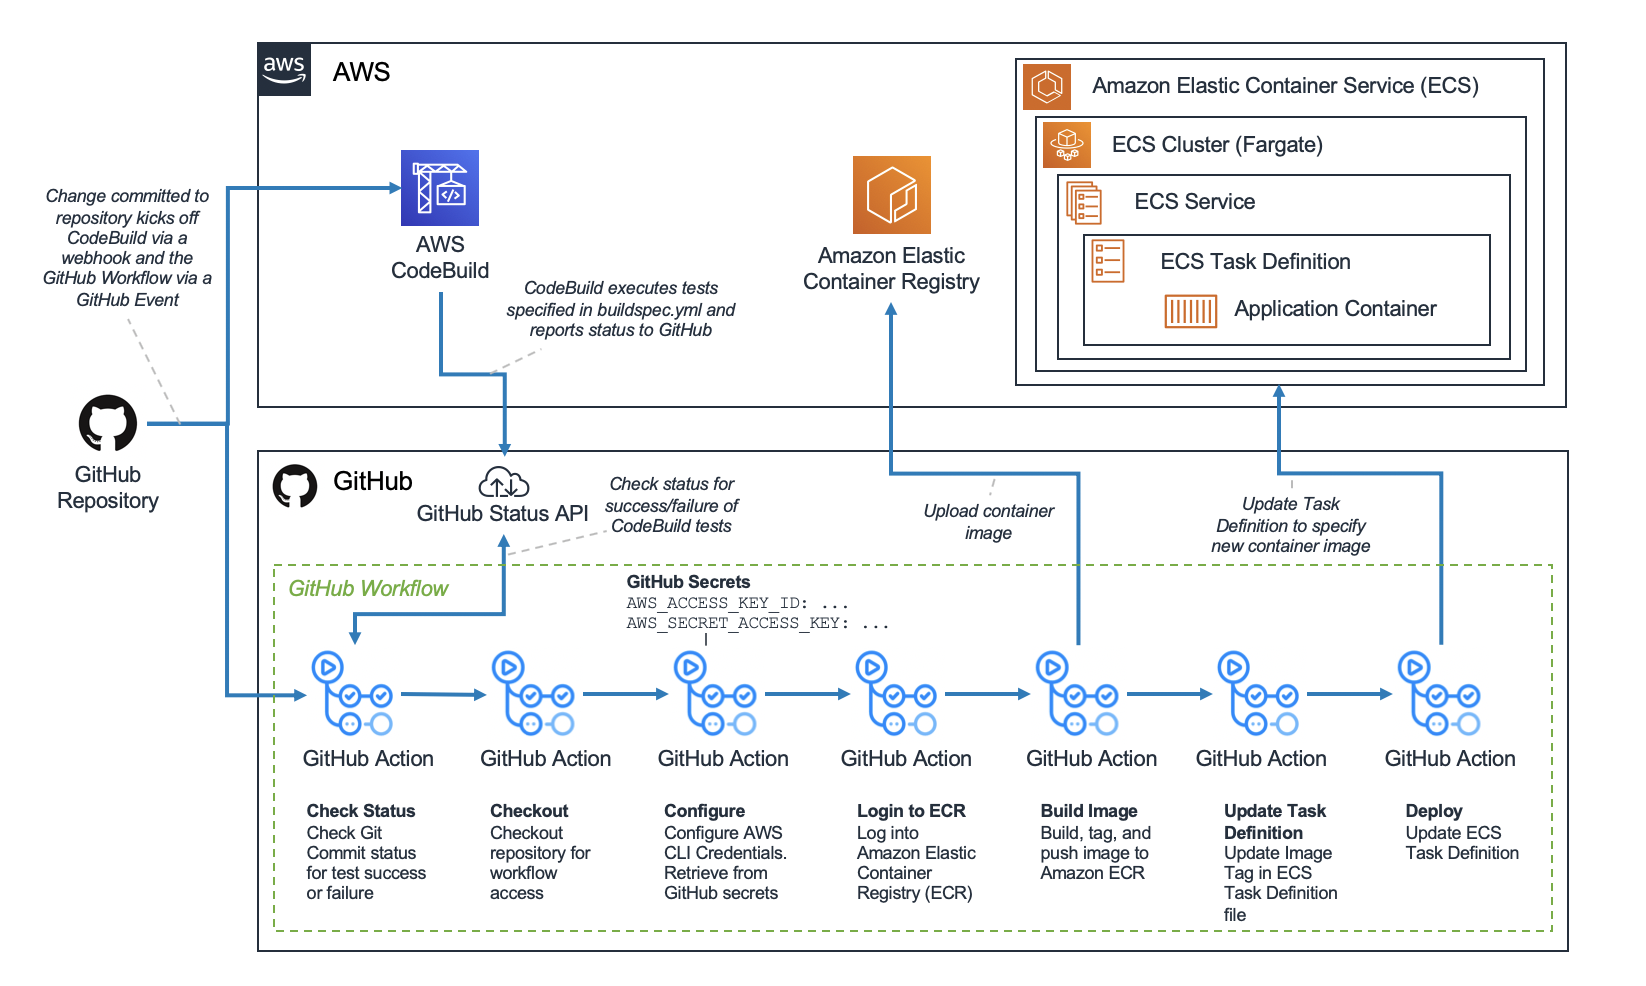 aws
AWS
Amazon Elastic Container Service (ECS)
ECS Cluster (Fargate)
ECS Service
ECS Task Definition
Application Container
Change committed to
repository kicks off
CodeBuild via a
webhook and the
GitHub Workflow via a
GitHub Event
</>
AWS
CodeBuild
CodeBuild executes tests
specified in buildspec.yml and
reports status to GitHub
Amazon Elastic
Container Registry
GitHub
Repository
GitHub
GitHub Status API
Check status for
success/failure of
CodeBuild tests
Upload container
image
Update Task
Definition to specify
new container image
GitHub Workflow
GitHub Secrets
AWS_ACCESS_KEY_ID: ...
AWS_SECRET_ACCESS_KEY: ...
GitHub Action
Check Status
Check Git
Commit status
for test success
or failure
GitHub Action
Checkout
Checkout
repository for
workflow
access
GitHub Action
Configure
Configure AWS
CLI Credentials.
Retrieve from
GitHub secrets
GitHub Action
Login to ECR
Log into
Amazon Elastic
Container
Registry (ECR)
GitHub Action
Build Image
Build, tag, and
push image to
Amazon ECR
GitHub Action
Update Task
Definition
Update Image
Tag in ECS
Task Definition
file
GitHub Action
Deploy
Update ECS
Task Definition